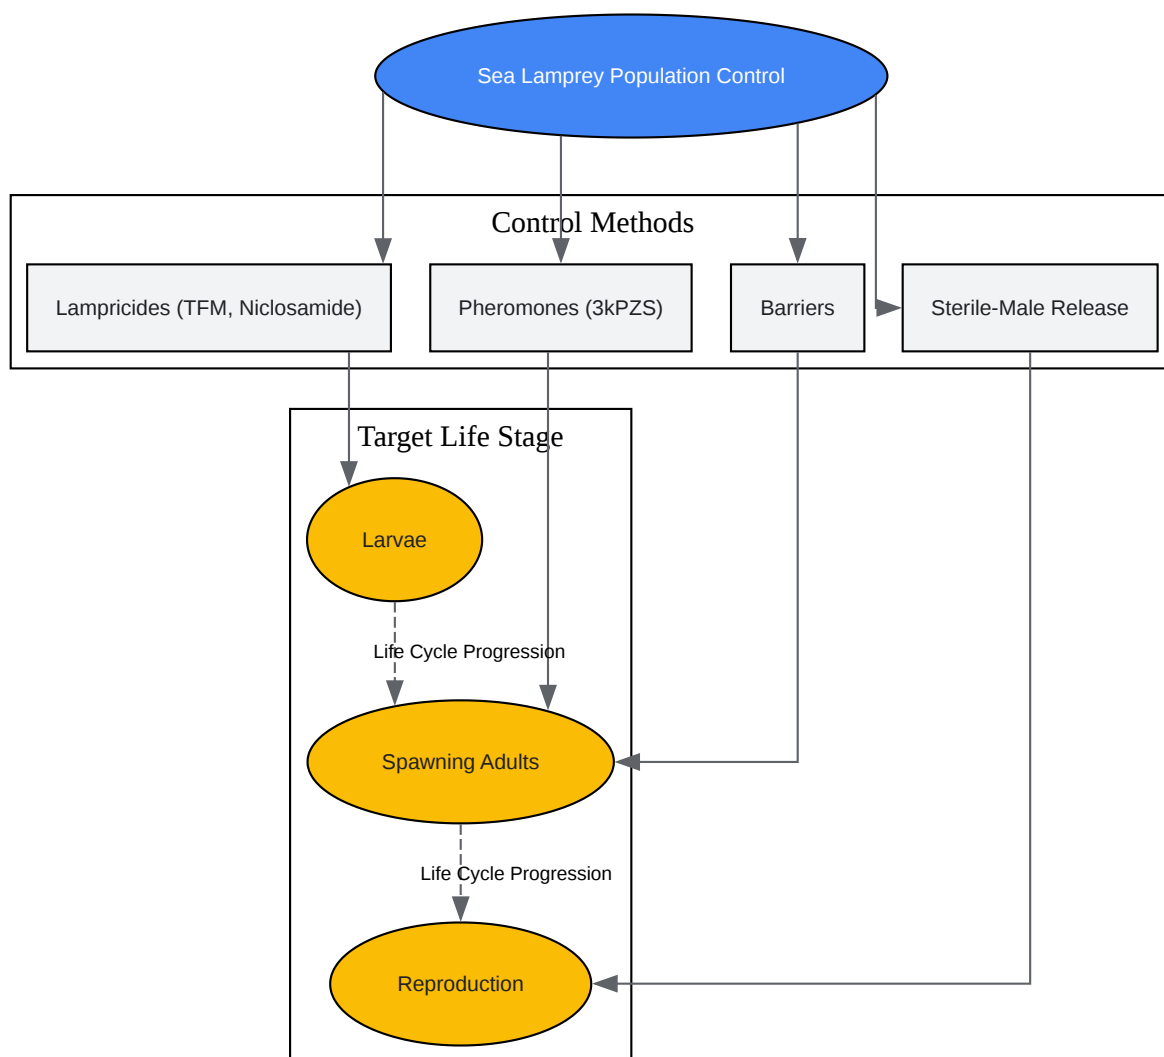 Sea Lamprey Population Control
Control Methods
Lampricides (TFM, Niclosamide)
Pheromones (3kPZS)
Barriers
Sterile-Male Release
Target Life Stage
Larvae
Life Cycle Progression
Spawning Adults
Life Cycle Progression
Reproduction